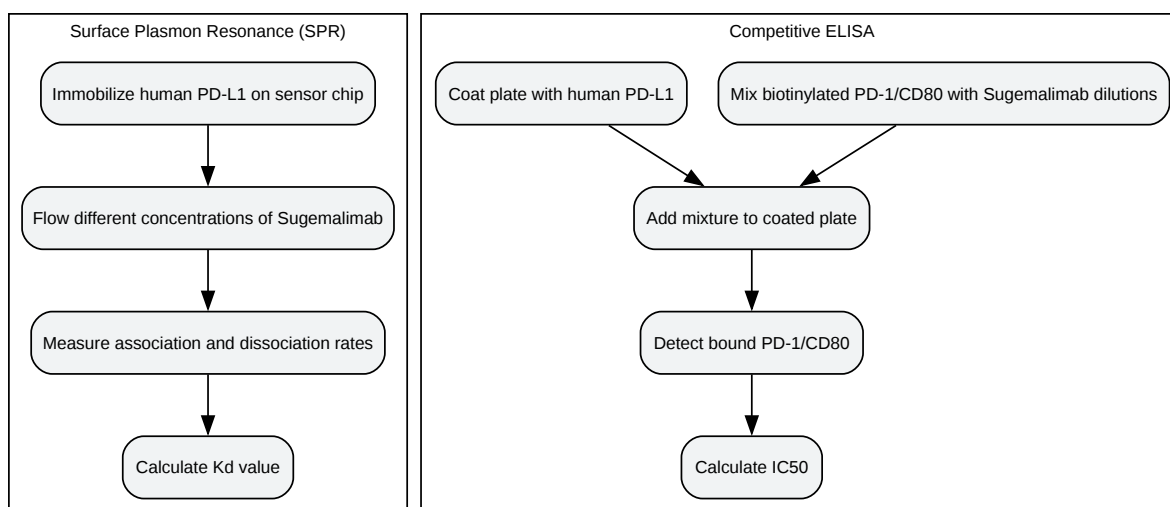 Surface Plasmon Resonance (SPR)
Immobilize human PD-L1 on sensor chip
Flow different concentrations of Sugemalimab
Measure association and dissociation rates
Calculate Kd value
Competitive ELISA
Coat plate with human PD-L1
Mix biotinylated PD-1/CD80 with Sugemalimab dilutions
Add mixture to coated plate
Detect bound PD-1/CD80
Calculate IC50